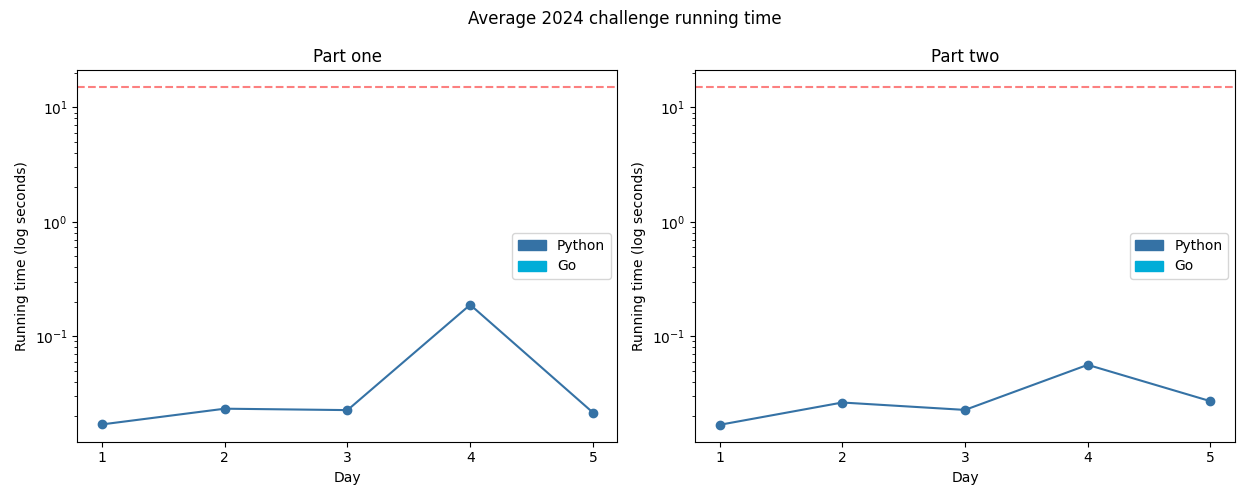 Average 2024 challenge running time
Part one
Running time (log seconds)
10¹
10⁰
10⁻¹
Python
Go
1 2 3 4 5
Day
Part two
Running time (log seconds)
10¹
10⁰
10⁻¹
Python
Go
1 2 3 4 5
Day